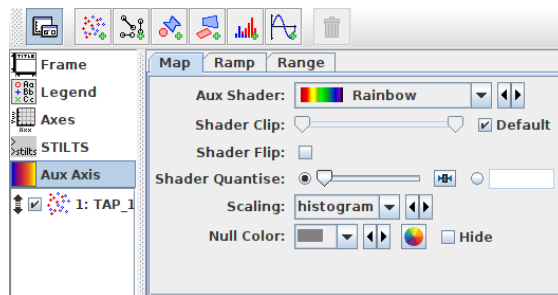 Map Ramp Range
TITLE Frame
Legend
Axes
STILTS
Aux Axis
1: TAP_1
Aux Shader: Rainbow
Shader Clip: Default
Shader Flip:
Shader Quantise:
Scaling: histogram
Null Color: Hide